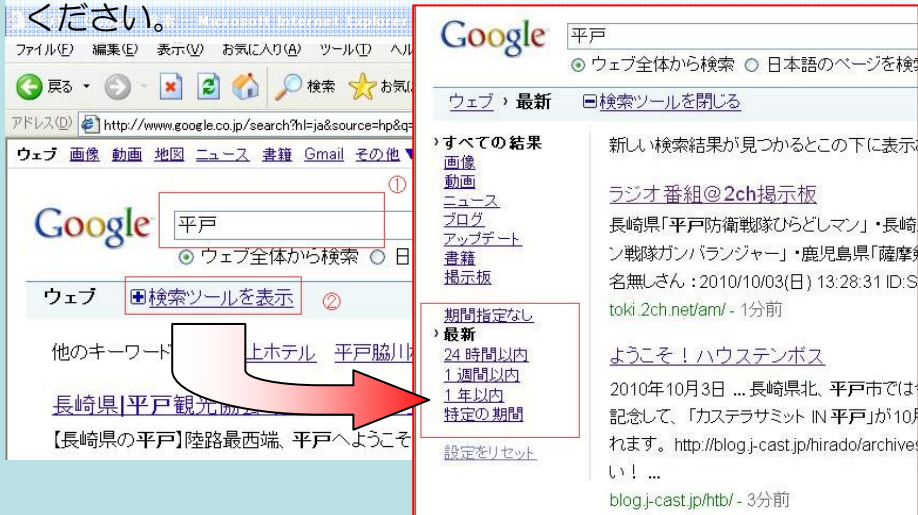 ください。
Microsoft Internet Explorer
ファイル(F) 編集(E) 表示(V) お気に入り(A) ツール(T)
戻る 検索
アドレス(D) http://www.google.co.jp/search?hl=ja&source=hp&q=
ウェブ 画像 動画 地図 ニュース 書籍 Gmail その他 ▼
①
Google 平戸
ウェブ全体から検索
ウェブ 検索ツールを表示 ②
他のキーワード 上ホテル 平戸脇川
長崎県|平戸観光協会
【長崎県の平戸】陸路最西端、平戸へようこそ
Google 平戸
ウェブ全体から検索 日本語のページを検索
ウェブ › 最新 検索ツールを閉じる
› すべての結果
画像
動画
ニュース
ブログ
アップデート
書籍
掲示板
期間指定なし
› 最新
24 時間以内
1 週間以内
1 年以内
特定の期間
設定をリセット
新しい検索結果が見つかるとこの下に表示
ラジオ番組@2ch掲示板
長崎県「平戸防衛戦隊ひらどしマン」・長崎
ン戦隊ガンバランジャー」・鹿児島県「薩摩
名無しさん:2010/10/03(日) 13:28:31 ID:S
toki.2ch.net/am/ - 1分前
ようこそ!ハウステンボス
2010年10月3日 ... 長崎県北、平戸市では
記念して、「カステラサミット IN 平戸」が10月
れます。http://blog.j-cast.jp/hirado/archives
い! ...
blog.j-cast.jp/htb/ - 3分前